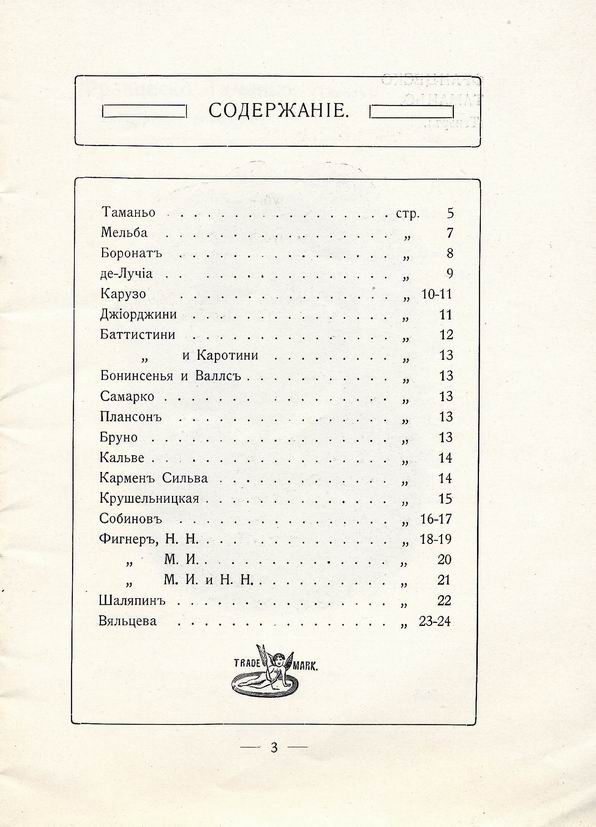 СОДЕРЖАНІЕ.
Таманьо . . . . . . . . . . . . . . . . стр. 5
Мельба . . . . . . . . . . . . . . . . „ 7
Боронатъ . . . . . . . . . . . . . . . „ 8
де-Лучіа . . . . . . . . . . . . . . . „ 9
Карузо . . . . . . . . . . . . . . . „ 10-11
Джіорджини . . . . . . . . . . . . . . „ 11
Баттистини . . . . . . . . . . . . . . „ 12
„ и Каротини . . . . . . . . „ 13
Бонинсенья и Валлсъ . . . . . . . . . . . „ 13
Самарко . . . . . . . . . . . . . . . . „ 13
Плансонъ . . . . . . . . . . . . . . . „ 13
Бруно . . . . . . . . . . . . . . . . „ 13
Кальве . . . . . . . . . . . . . . . . „ 14
Карменъ Сильва . . . . . . . . . . . . „ 14
Крушельницкая . . . . . . . . . . . . . „ 15
Собиновъ . . . . . . . . . . . . . . . „ 16-17
Фигнеръ, Н. Н. . . . . . . . . . . . . . „ 18-19
„ М. И. . . . . . . . . . . . . . „ 20
„ М. И. и Н. Н. . . . . . . . . . . „ 21
Шаляпинъ . . . . . . . . . . . . . . . „ 22
Вяльцева . . . . . . . . . . . . . . . „ 23-24
TRADE MARK.
— 3 —